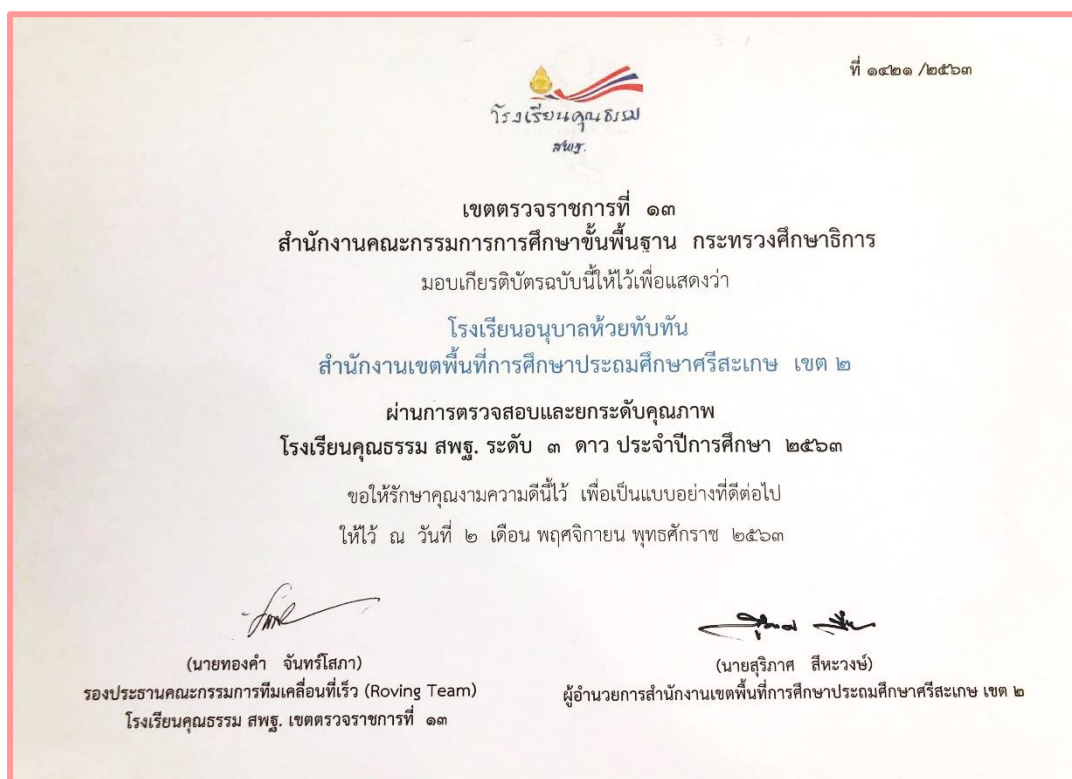 ที่ ๑๔๒๑ /๒๕๖๓
โรงเรียนคุณธรรม
สพฐ.
เขตตรวจราชการที่ ๑๓
สำนักงานคณะกรรมการการศึกษาขั้นพื้นฐาน กระทรวงศึกษาธิการ
มอบเกียรติบัตรฉบับนี้ให้ไว้เพื่อแสดงว่า
โรงเรียนอนุบาลห้วยทับทัน
สำนักงานเขตพื้นที่การศึกษาประถมศึกษาศรีสะเกษ เขต ๒
ผ่านการตรวจสอบและยกระดับคุณภาพ
โรงเรียนคุณธรรม สพฐ. ระดับ ๓ ดาว ประจำปีการศึกษา ๒๕๖๓
ขอให้รักษาคุณงามความดีนี้ไว้ เพื่อเป็นแบบอย่างที่ดีต่อไป
ให้ไว้ ณ วันที่ ๒ เดือน พฤศจิกายน พุทธศักราช ๒๕๖๓
(นายทองคำ จันทร์โสภา)
รองประธานคณะกรรมการทีมเคลื่อนที่เร็ว (Roving Team)
โรงเรียนคุณธรรม สพฐ. เขตตรวจราชการที่ ๑๓
(นายสุริภาศ สีหะวงษ์)
ผู้อำนวยการสำนักงานเขตพื้นที่การศึกษาประถมศึกษาศรีสะเกษ เขต ๒